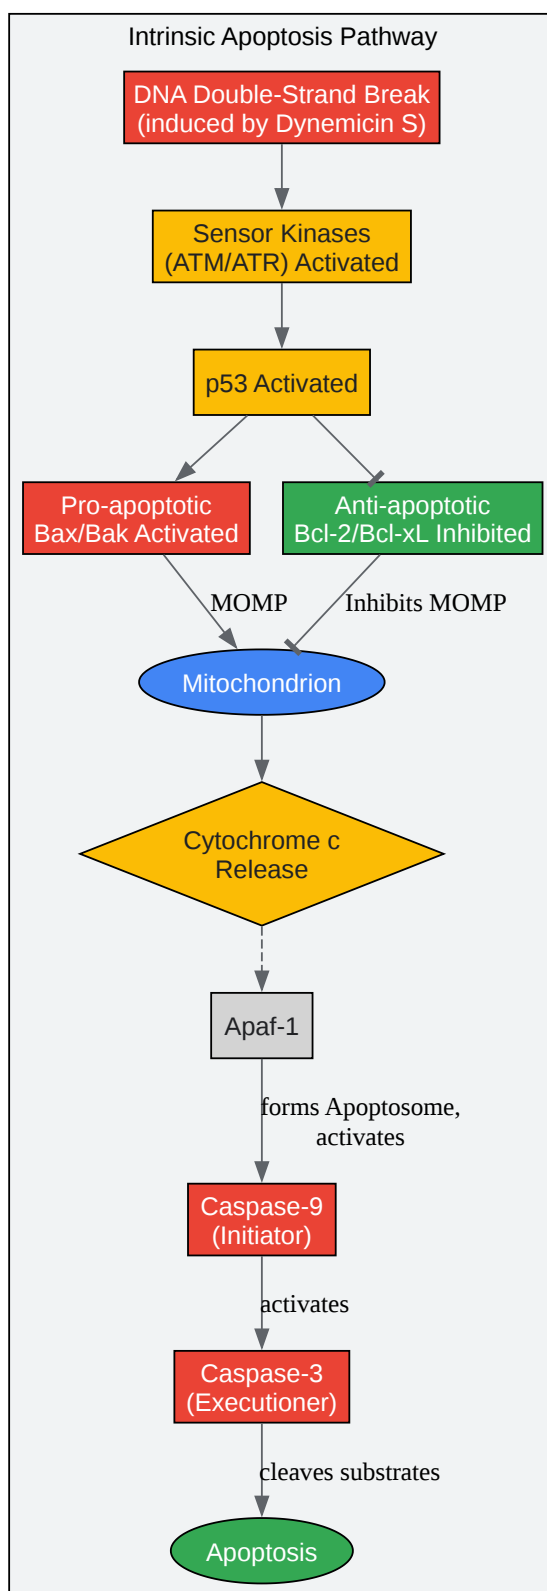 Intrinsic Apoptosis Pathway
DNA Double-Strand Break
(induced by Dynemicin S)
Sensor Kinases
(ATM/ATR) Activated
p53 Activated
Pro-apoptotic
Bax/Bak Activated
Anti-apoptotic
Bcl-2/Bcl-xL Inhibited
MOMP
Inhibits MOMP
Mitochondrion
Cytochrome c
Release
Apaf-1
forms Apoptosome,
activates
Caspase-9
(Initiator)
activates
Caspase-3
(Executioner)
cleaves substrates
Apoptosis